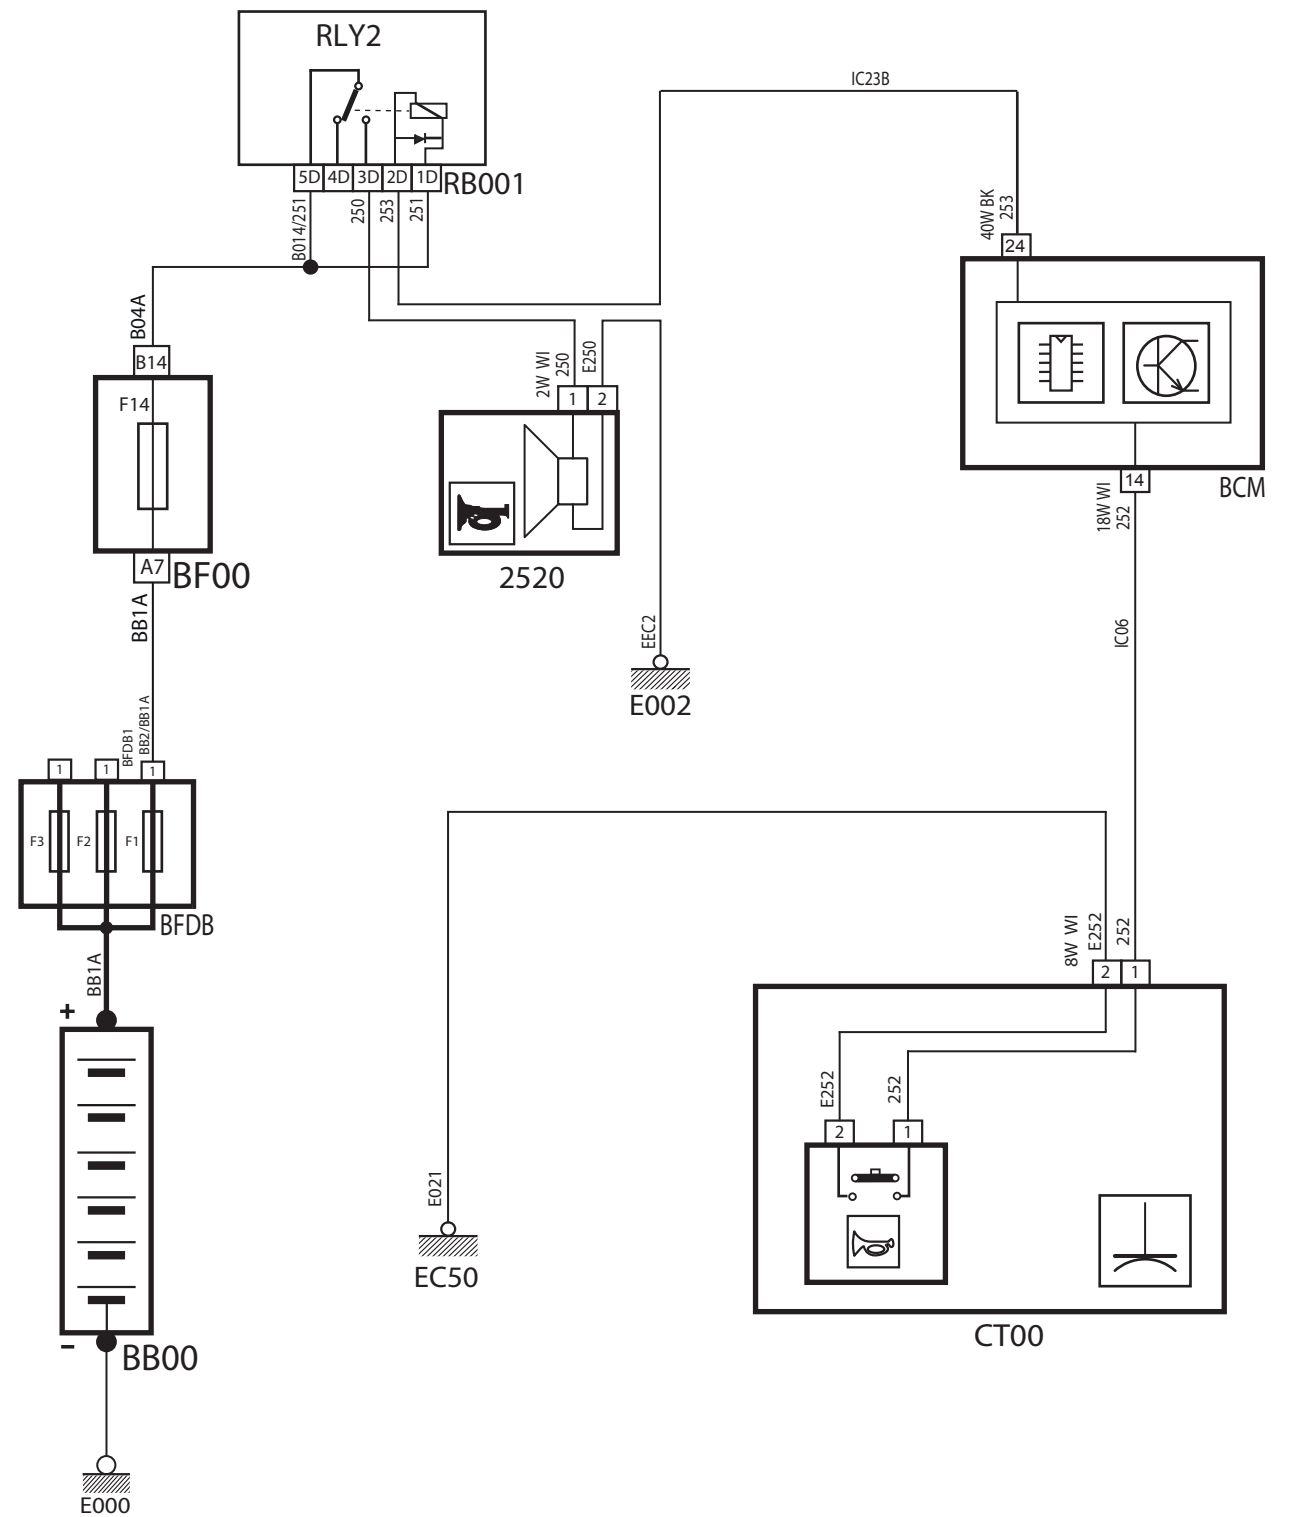 RLY2
5D 4D 3D 2D 1D
RB001
B014/251
250
253
251
IC23B
40W BK
253
24
B04A
B14
F14
A7
BF00
BB1A
2W WI
250
E250
1 2
2520
EEC2
E002
14
BCM
18W WI
252
IC06
BFDB1
BB2/BB1A
1 1 1
F3 F2 F1
BFDB
BB1A
+
-
BB00
E000
8W WI
E252
252
2 1
E252
252
2 1
CT00
E021
EC50